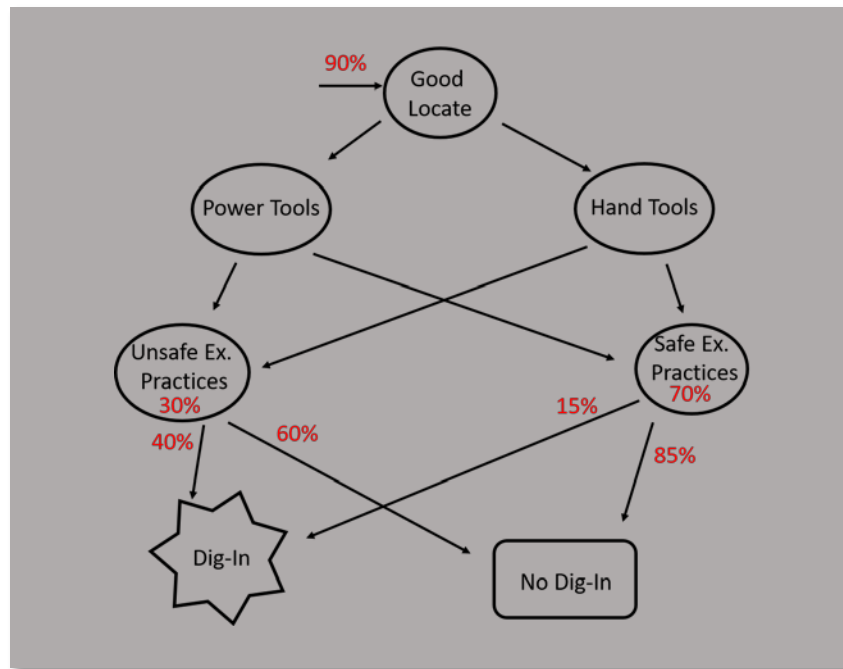 90%
Good
Locate
Power Tools
Hand Tools
Unsafe Ex.
Practices
30%
Safe Ex.
Practices
70%
40%
60%
15%
85%
Dig-In
No Dig-In